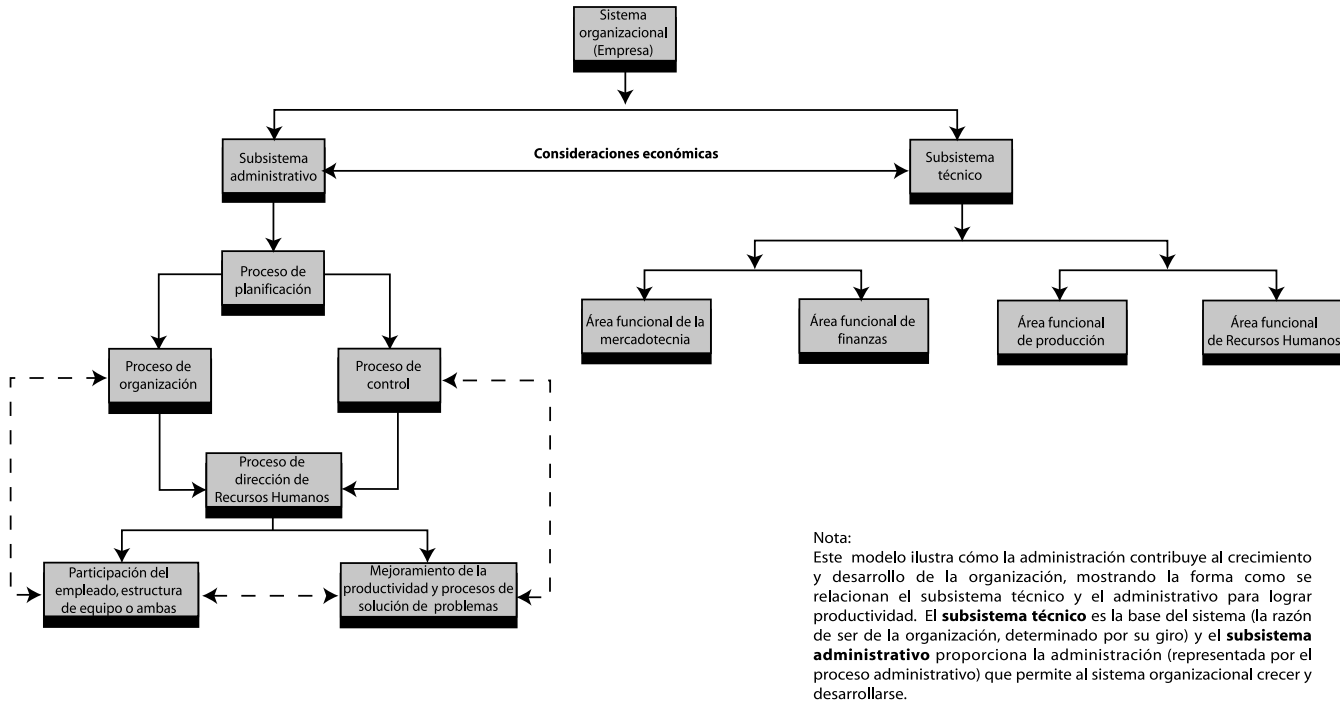 Sistema
organizacional
(Empresa)
Subsistema
administrativo
Consideraciones económicas
Subsistema
técnico
Proceso de
planificación
Área funcional de la
mercadotecnia
Área funcional de
finanzas
Área funcional
de producción
Área funcional
de Recursos Humanos
Proceso de
organización
Proceso de
control
Proceso de
dirección de
Recursos Humanos
Participación del
empleado, estructura
de equipo o ambas
Mejoramiento de la
productividad y procesos de
solución de problemas
Nota:
Este modelo ilustra cómo la administración contribuye al crecimiento
y desarrollo de la organización, mostrando la forma como se
relacionan el subsistema técnico y el administrativo para lograr
productividad. El subsistema técnico es la base del sistema (la razón
de ser de la organización, determinado por su giro) y el subsistema
administrativo proporciona la administración (representada por el
proceso administrativo) que permite al sistema organizacional crecer y
desarrollarse.